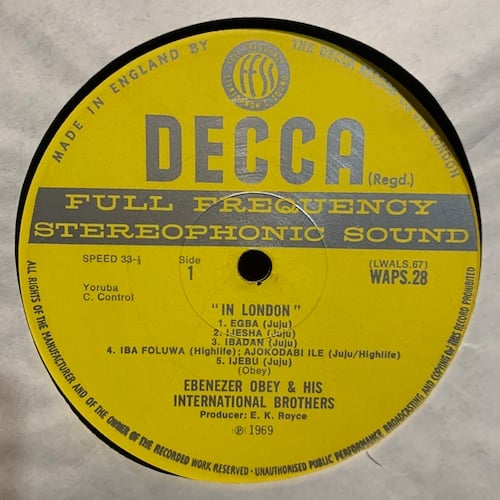 MADE IN ENGLAND BY THE DECCA LONDON
FFSS
DECCA
(Regd.)
FULL FREQUENCY
STEREOPHONIC SOUND
SPEED 33-⅓
Side
1
(LWALS.67)
WAPS.28
Yoruba
C. Control
"IN LONDON"
1. EGBA (Juju)
2. IJESHA (Juju)
3. IBADAN (Juju)
4. IBA FOLUWA (Highlife); AJOKODABI ILE (Juju/Highlife)
5. IJEBU (Juju)
(Obey)
EBENEZER OBEY & HIS
INTERNATIONAL BROTHERS
Producer: E. K. Royce
Ⓟ 1969
ALL RIGHTS OF THE MANUFACTURER AND OF THE OWNER OF THE RECORDED WORK RESERVED · UNAUTHORISED PUBLIC PERFORMANCE, BROADCASTING AND COPYING OF THIS RECORD PROHIBITED